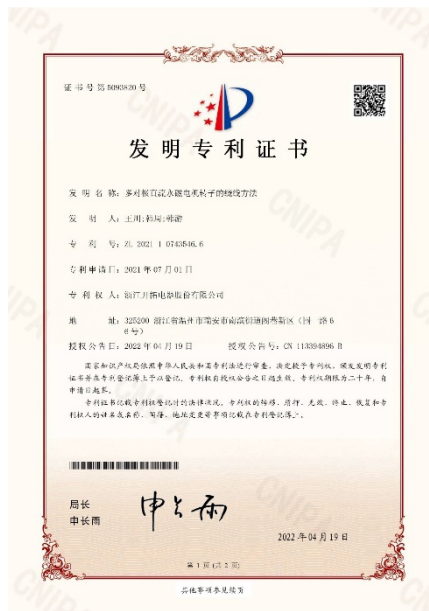 证书号第5093820号
发明专利证书
发明名称：多对极直流永磁电机转子的绕线方法
发明人：王川;韩局;韩游
专利号：ZL 2021 1 0743546.6
专利申请日：2021年07月01日
专利权人：浙江开拓电器股份有限公司
地址：325200 浙江省温州市瑞安市南滨街道阁巷新区（围一路6
6号）
授权公告日：2022年04月19日 授权公告号：CN 113394896 B
国家知识产权局依照中华人民共和国专利法进行审查，决定授予专利权，颁发发明专利
证书并在专利登记簿上予以登记。专利权自授权公告之日起生效。专利权期限为二十年，自
申请日起算。
专利证书记载专利权登记时的法律状况。专利权的转移、质押、无效、终止、恢复和专
利权人的姓名或名称、国籍、地址变更等事项记载在专利登记簿上。
局长
申长雨
申长雨
2022年04月19日
第1页(共2页)
其他事项参见续页
CNIPA